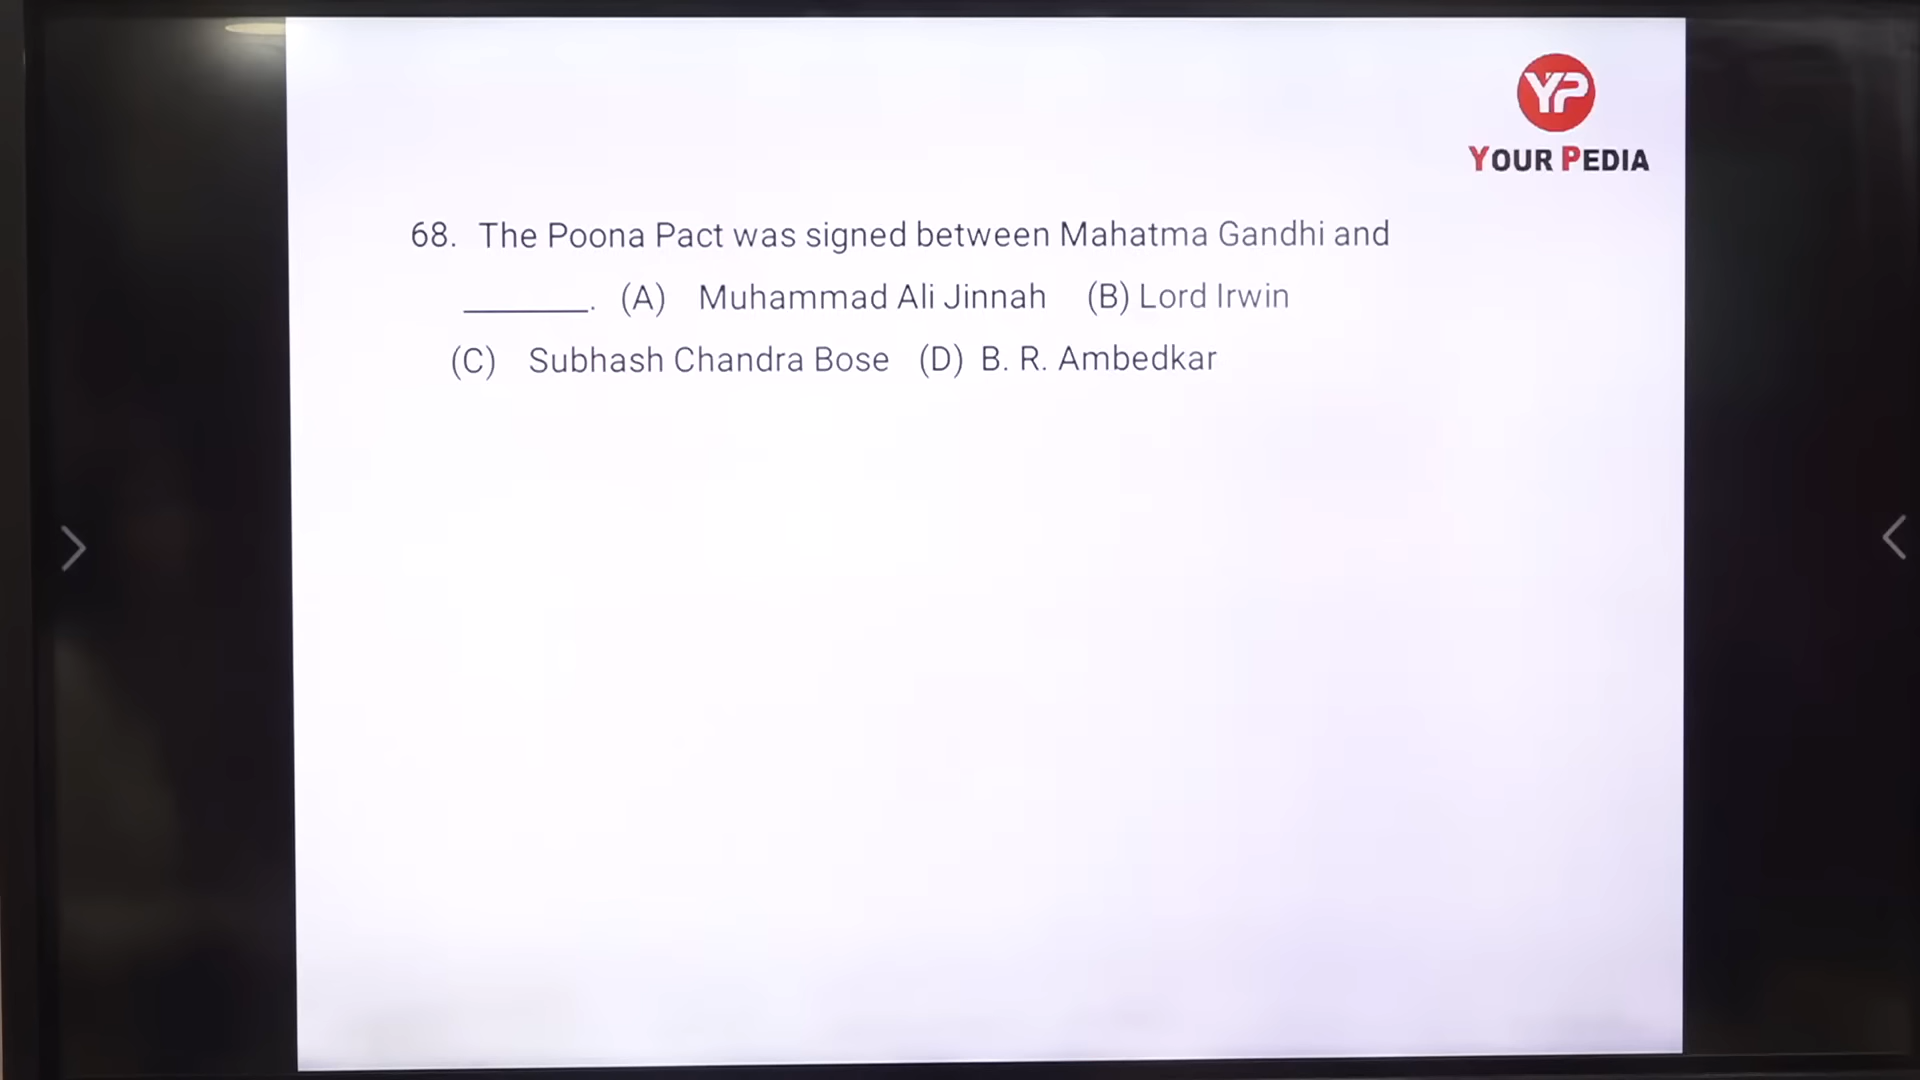 YP
YOUR PEDIA
68. The Poona Pact was signed between Mahatma Gandhi and
_______. (A) Muhammad Ali Jinnah (B) Lord Irwin
(C) Subhash Chandra Bose (D) B. R. Ambedkar